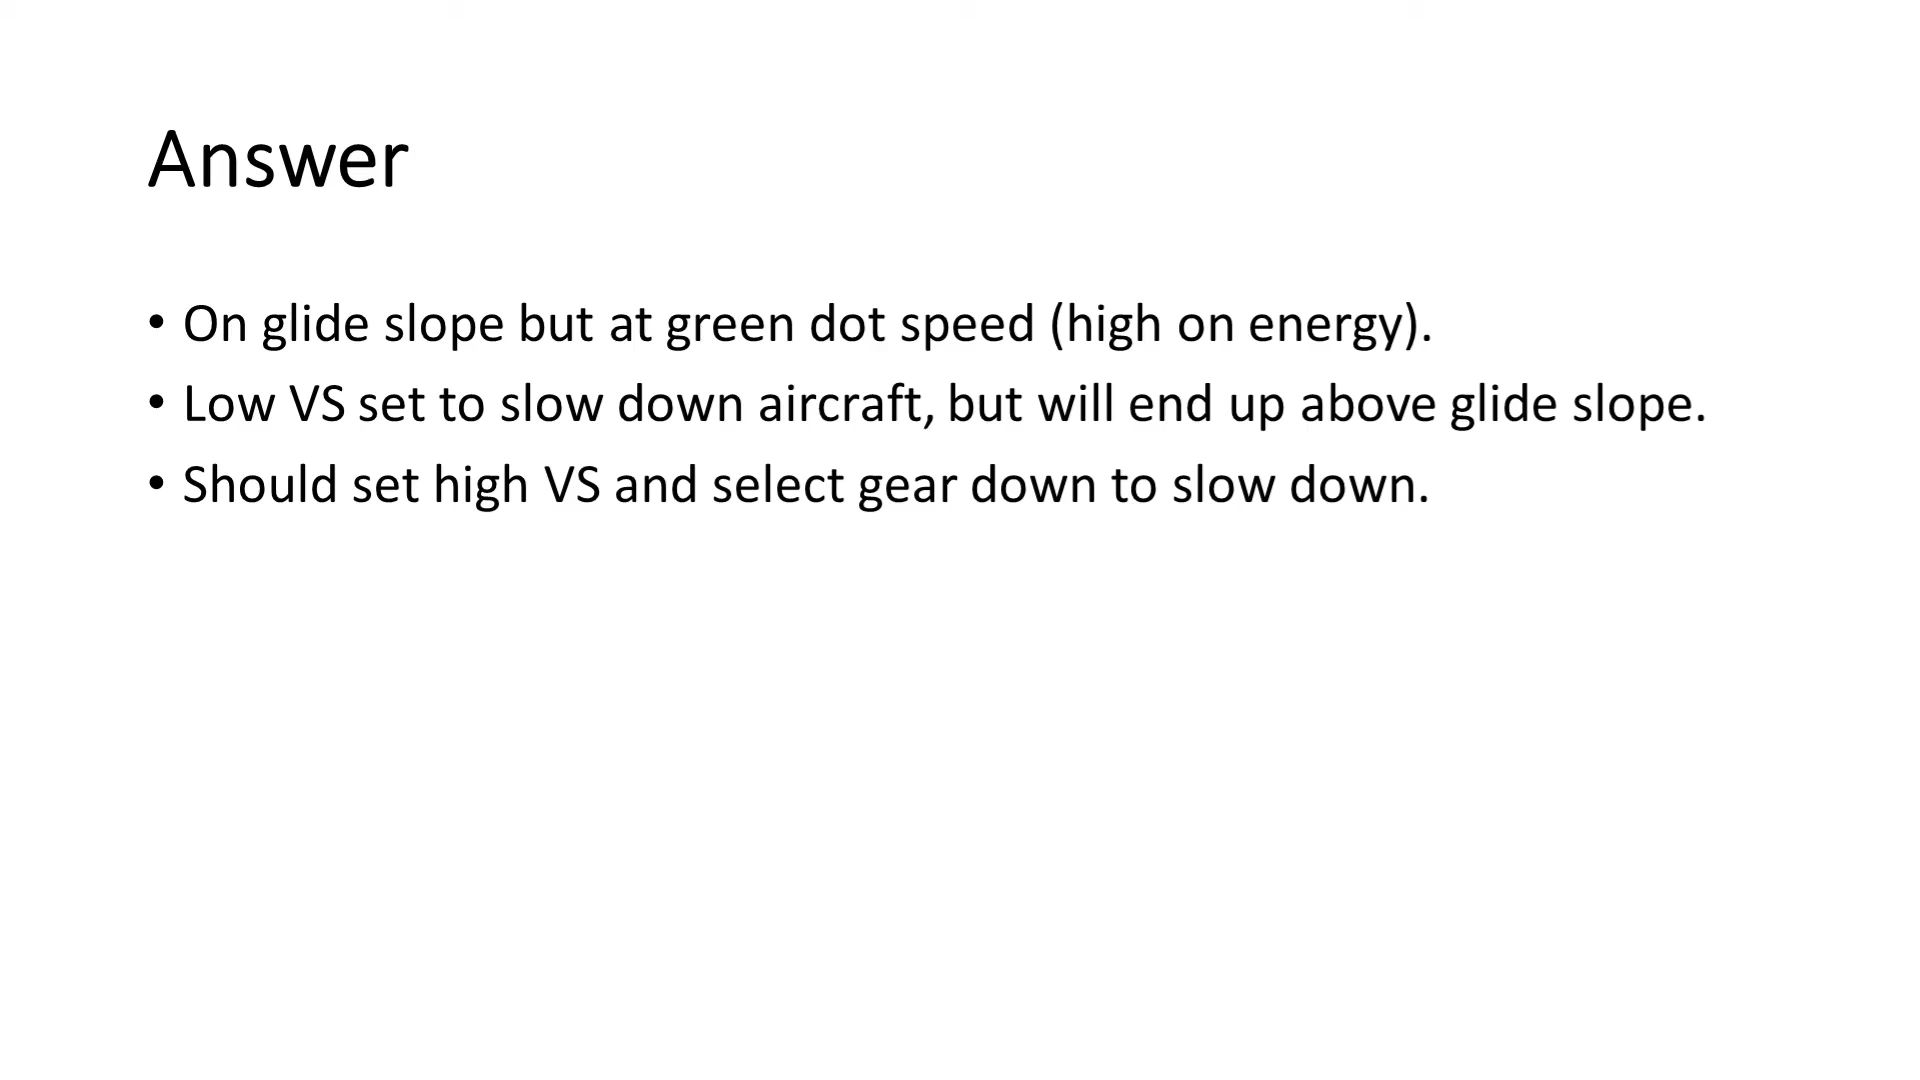 Answer
• On glide slope but at green dot speed (high on energy).
• Low VS set to slow down aircraft, but will end up above glide slope.
• Should set high VS and select gear down to slow down.